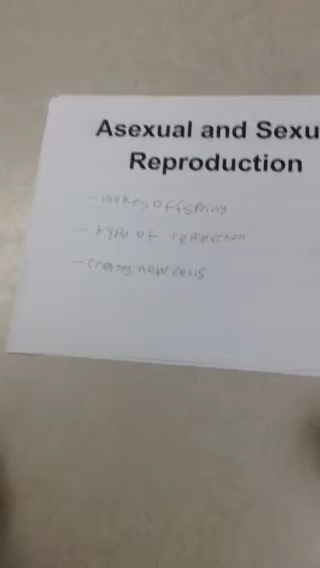 Asexual and Sexu
Reproduction
- makes offspring
- type of reproduction
- creates new cells